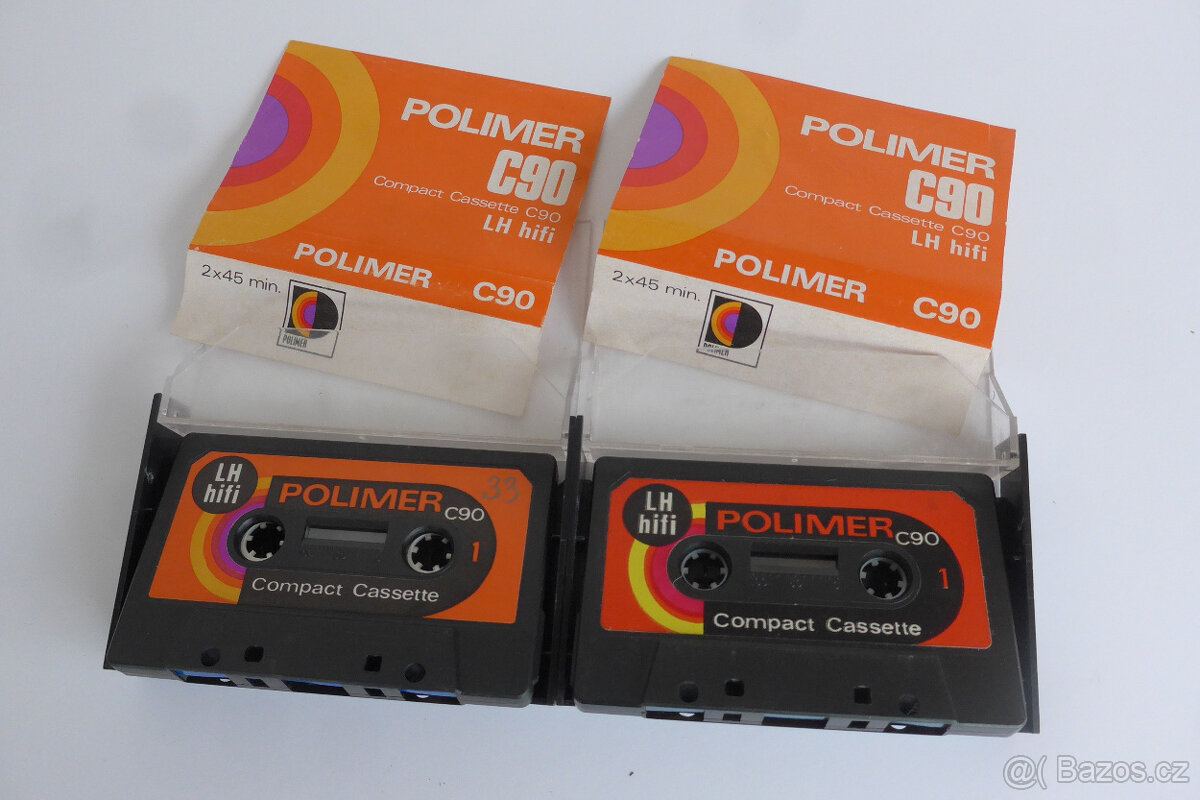 POLIMER
C90
Compact Cassette C90
LH hifi
POLIMER C90
2x45 min.
POLIMER
POLIMER
C90
Compact Cassette C90
LH hifi
POLIMER C90
2x45 min.
POLIMER
LH
hifi
POLIMER
C90
33
1
Compact Cassette
LH
hifi
POLIMER
C90
1
Compact Cassette
@( Bazos.cz